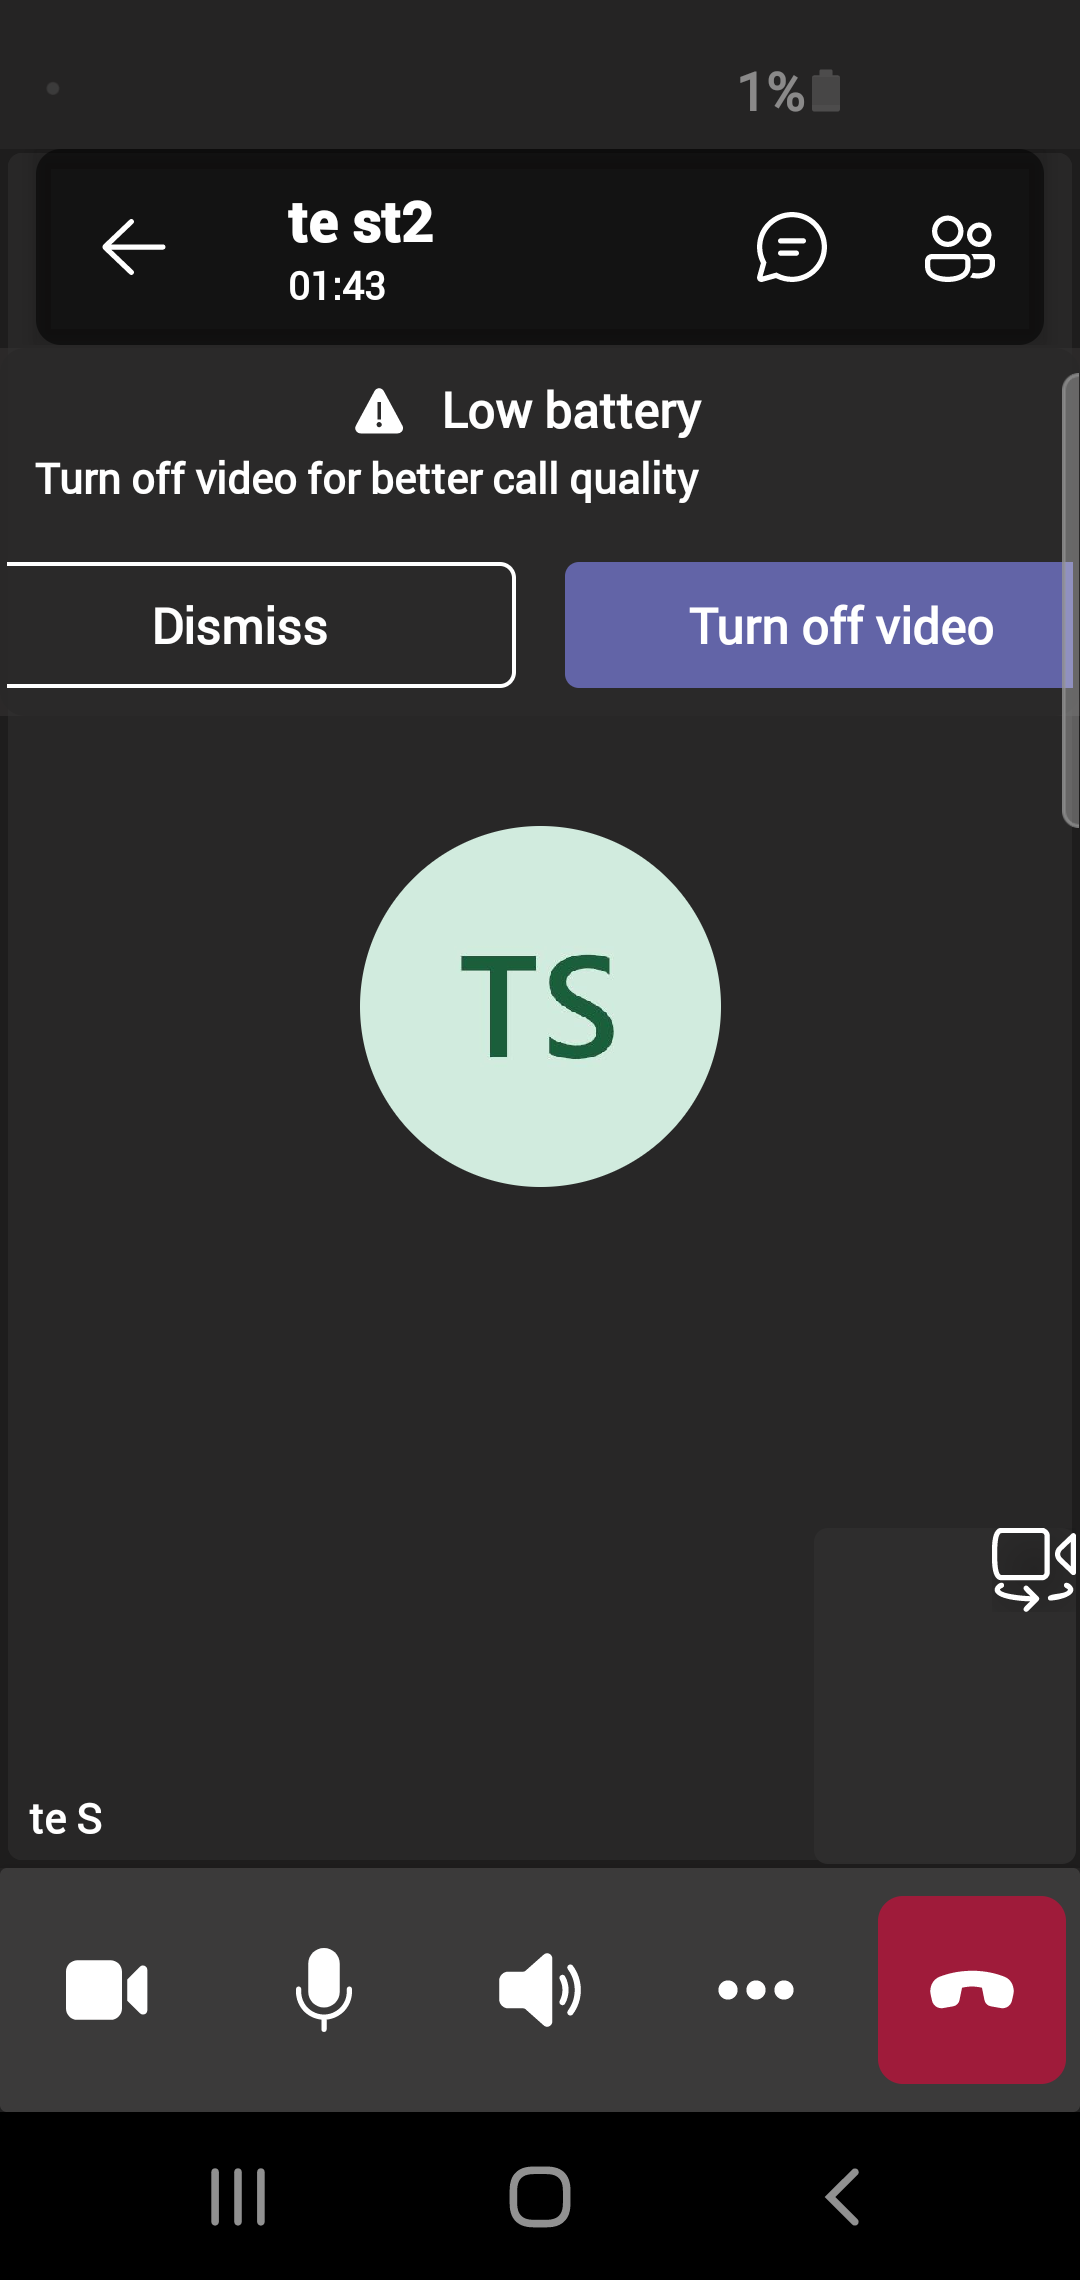 1%
te st2
01:43
Low battery
Turn off video for better call quality
Dismiss
Turn off video
TS
te S